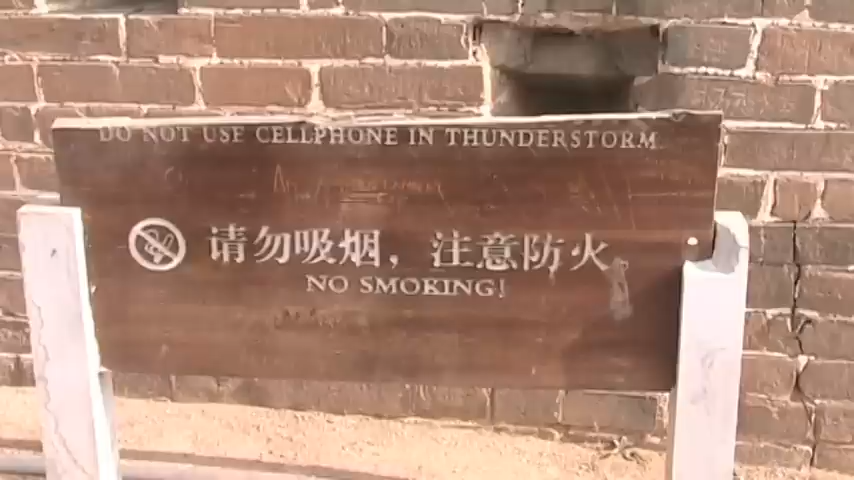 DO NOT USE CELLPHONE IN THUNDERSTORM
请勿吸烟，注意防火
NO SMOKING!